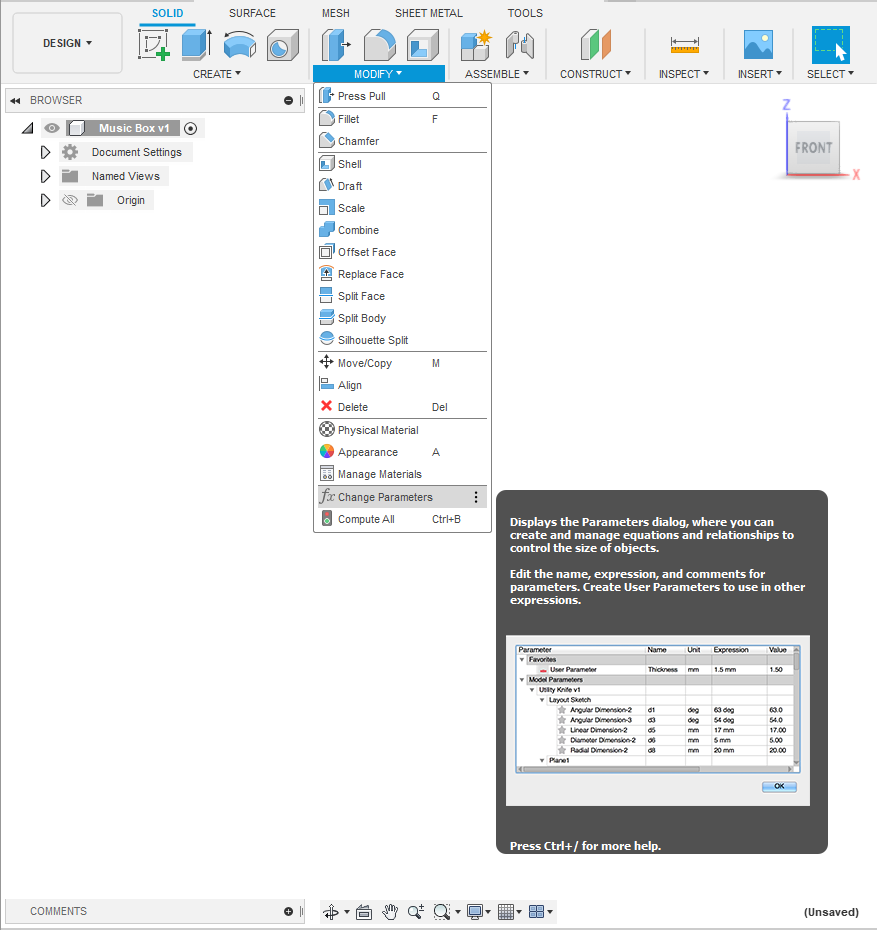 SOLID SURFACE MESH SHEET METAL TOOLS
DESIGN
CREATE MODIFY ASSEMBLE CONSTRUCT INSPECT INSERT SELECT
BROWSER
Music Box v1
Document Settings
Named Views
Origin
Press Pull Q
Fillet F
Chamfer
Shell
Draft
Scale
Combine
Offset Face
Replace Face
Split Face
Split Body
Silhouette Split
Move/Copy M
Align
Delete Del
Physical Material
Appearance A
Manage Materials
fx Change Parameters
Compute All Ctrl+B
Z
FRONT
X
Displays the Parameters dialog, where you can
create and manage equations and relationships to
control the size of objects.
Edit the name, expression, and comments for
parameters. Create User Parameters to use in other
expressions.
Parameter Name Unit Expression Value
Favorites
User Parameter Thickness mm 1.5 mm 1.50
Model Parameters
Utility Knife v1
Layout Sketch
Angular Dimension-2 d1 deg 63 deg 63.0
Angular Dimension-3 d3 deg 54 deg 54.0
Linear Dimension-2 d5 mm 17 mm 17.00
Diameter Dimension-2 d6 mm 5 mm 5.00
Radial Dimension-2 d8 mm 20 mm 20.00
Plane1
OK
Press Ctrl+/ for more help.
COMMENTS
(Unsaved)